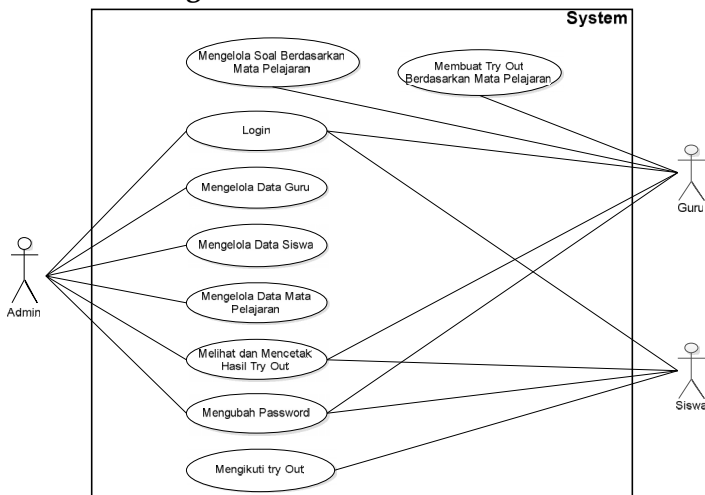 System
Mengelola Soal Berdasarkan
Mata Pelajaran
Membuat Try Out
Berdasarkan Mata Pelajaran
Login
Mengelola Data Guru
Guru
Mengelola Data Siswa
Mengelola Data Mata
Pelajaran
Admin
Melihat dan Mencetak
Hasil Try Out
Mengubah Password
Siswa
Mengikuti try Out